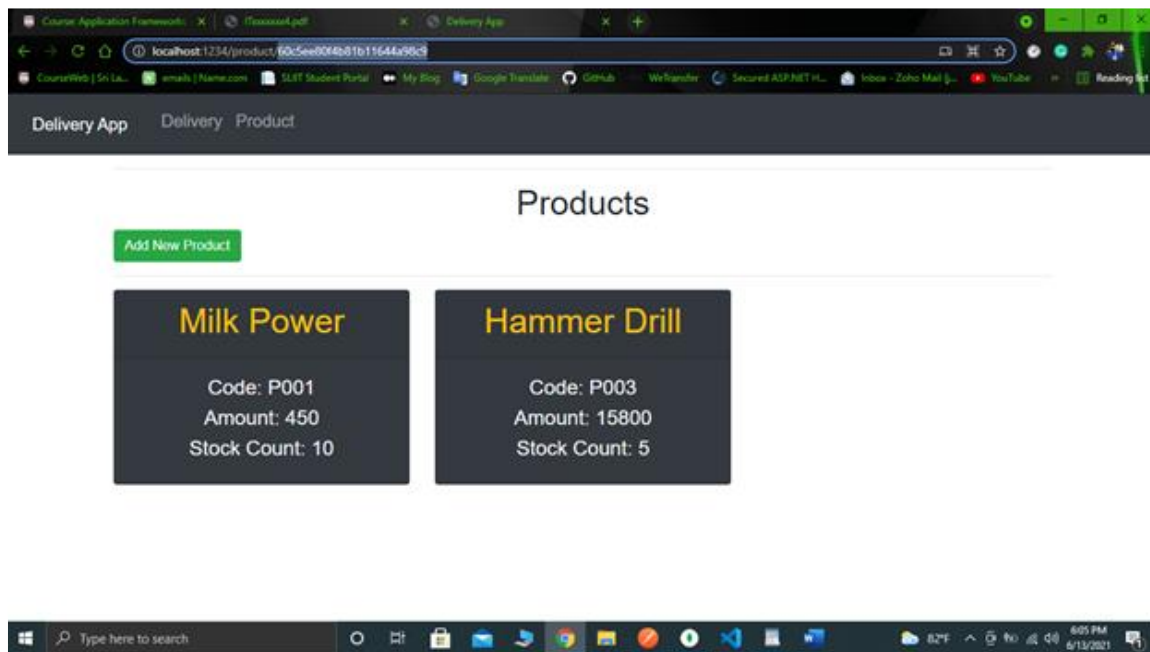 Course: Application Framework:
ITxxxxxx4.pdf
Delivery App
localhost:1234/product/60c5ee80f4b81b11644a98c9
CourseWeb | Sri La...
emails | Name.com
SLIIT Student Portal
My Blog
Google Translate
GitHub
WeTransfer
Secured ASP.NET H...
Inbox - Zoho Mail (...
YouTube
Reading list
Delivery App Delivery Product
Products
Add New Product
Milk Power
Code: P001
Amount: 450
Stock Count: 10
Hammer Drill
Code: P003
Amount: 15800
Stock Count: 5
Type here to search
82°F
6:05 PM
6/13/2021